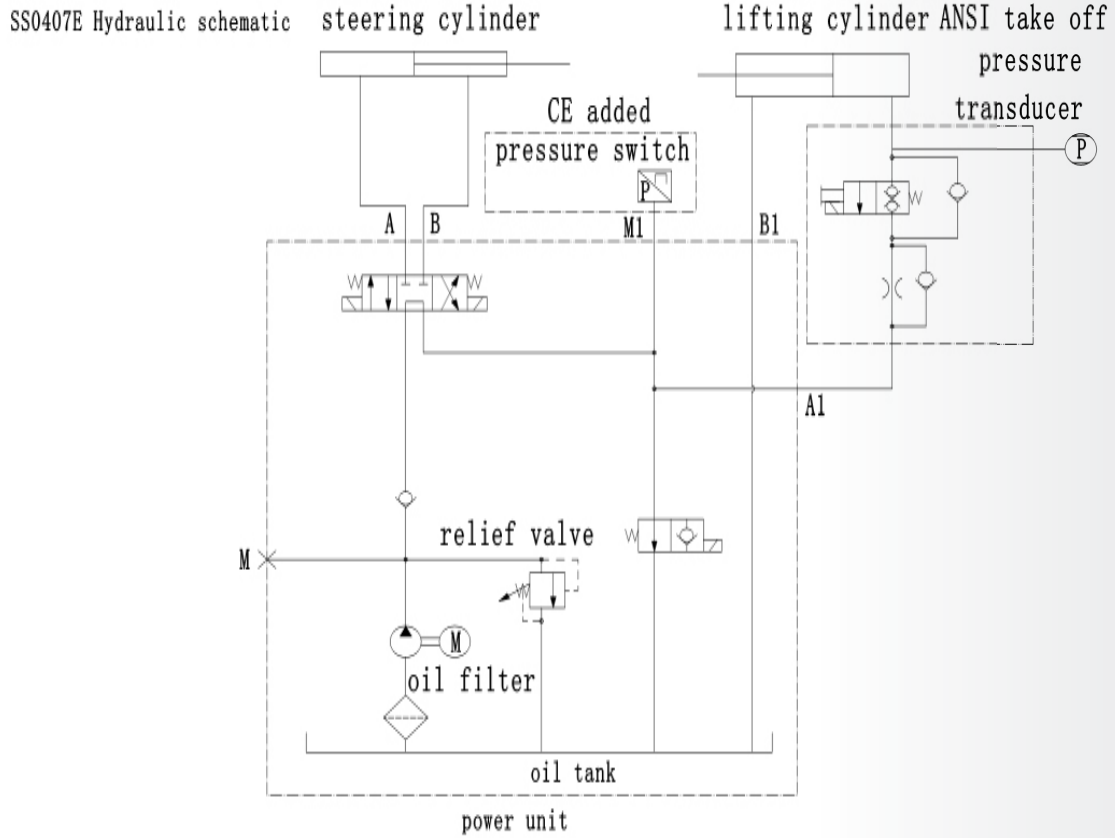 SS0407E Hydraulic schematic
steering cylinder
lifting cylinder ANSI take off
pressure
transducer
CE added
pressure switch
P
P
A
B
M1
B1
A1
relief valve
M
M
oil filter
oil tank
power unit